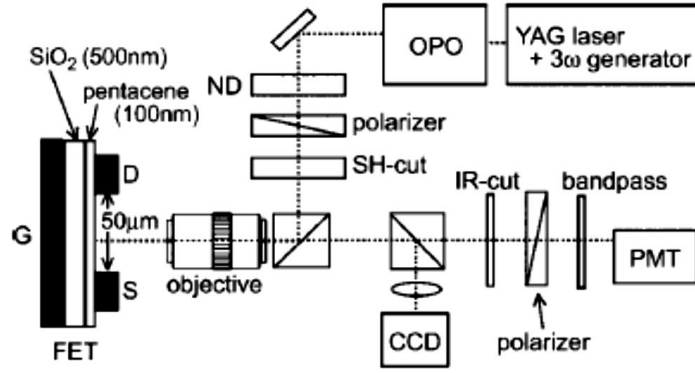 SiO₂ (500nm)
pentacene
(100nm)
G
D
50μm
S
FET
objective
ND
polarizer
SH-cut
OPO
YAG laser
+ 3ω generator
IR-cut
bandpass
polarizer
PMT
CCD